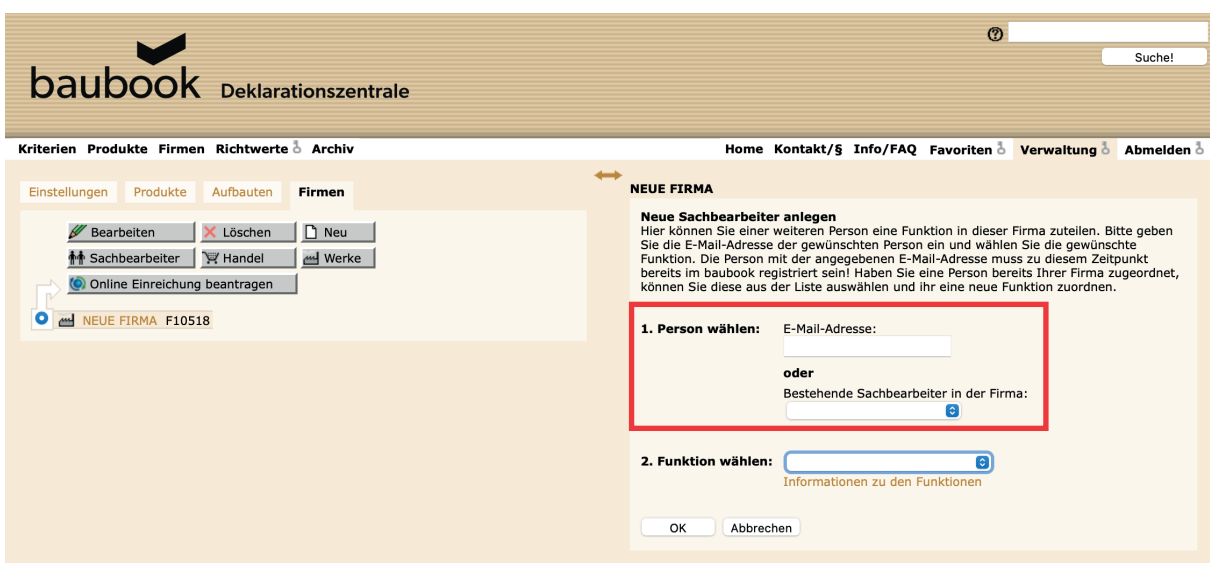 Suche!
baubook Deklarationszentrale
Kriterien Produkte Firmen Richtwerte Archiv Home Kontakt/§ Info/FAQ Favoriten Verwaltung Abmelden
Einstellungen Produkte Aufbauten Firmen
Bearbeiten Löschen Neu
Sachbearbeiter Handel Werke
Online Einreichung beantragen
NEUE FIRMA F10518
NEUE FIRMA
Neue Sachbearbeiter anlegen
Hier können Sie einer weiteren Person eine Funktion in dieser Firma zuteilen. Bitte geben
Sie die E-Mail-Adresse der gewünschten Person ein und wählen Sie die gewünschte
Funktion. Die Person mit der angegebenen E-Mail-Adresse muss zu diesem Zeitpunkt
bereits im baubook registriert sein! Haben Sie eine Person bereits Ihrer Firma zugeordnet,
können Sie diese aus der Liste auswählen und ihr eine neue Funktion zuordnen.
1. Person wählen: E-Mail-Adresse:
oder
Bestehende Sachbearbeiter in der Firma:
2. Funktion wählen:
Informationen zu den Funktionen
OK Abbrechen